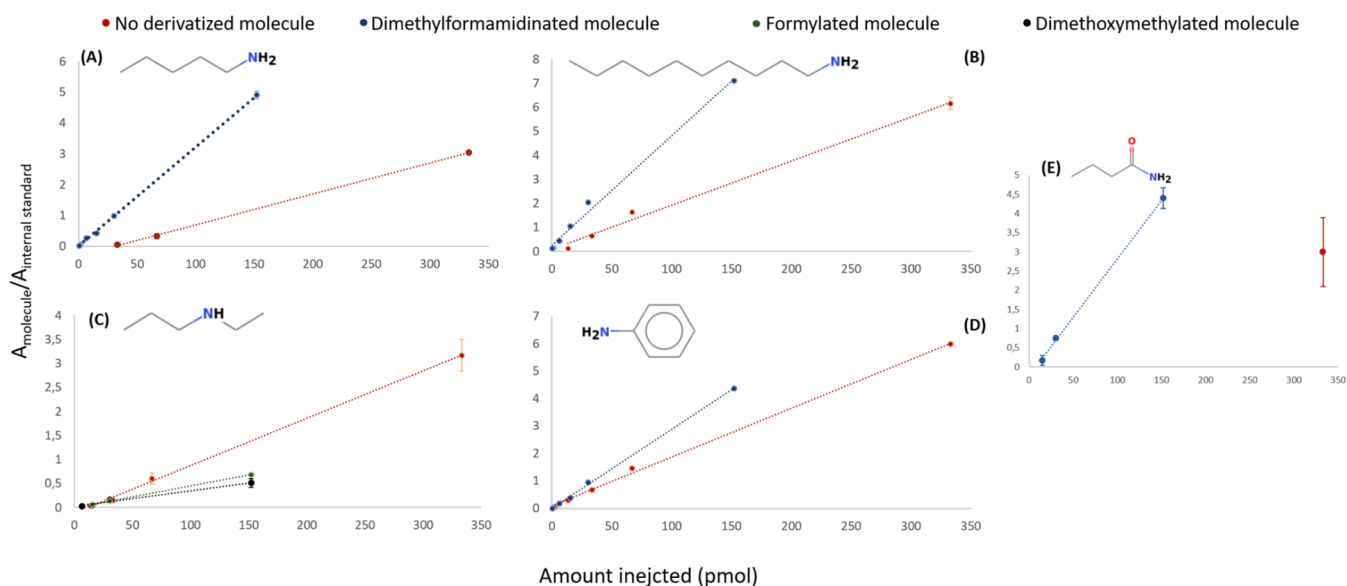 No derivatized molecule Dimethylformamidinated molecule Formylated molecule Dimethoxymethylated molecule
(A)
NH2
6
5
4
3
2
1
0
0 50 100 150 200 250 300 350
(B)
NH2
8
7
6
5
4
3
2
1
0
0 50 100 150 200 250 300 350
(E)
O
NH2
5
4,5
4
3,5
3
2,5
2
1,5
1
0,5
0
0 50 100 150 200 250 300 350
Amolecule/Ainternal standard
(C)
NH
4
3,5
3
2,5
2
1,5
1
0,5
0
0 50 100 150 200 250 300 350
(D)
H2N
7
6
5
4
3
2
1
0
0 50 100 150 200 250 300 350
Amount inejcted (pmol)